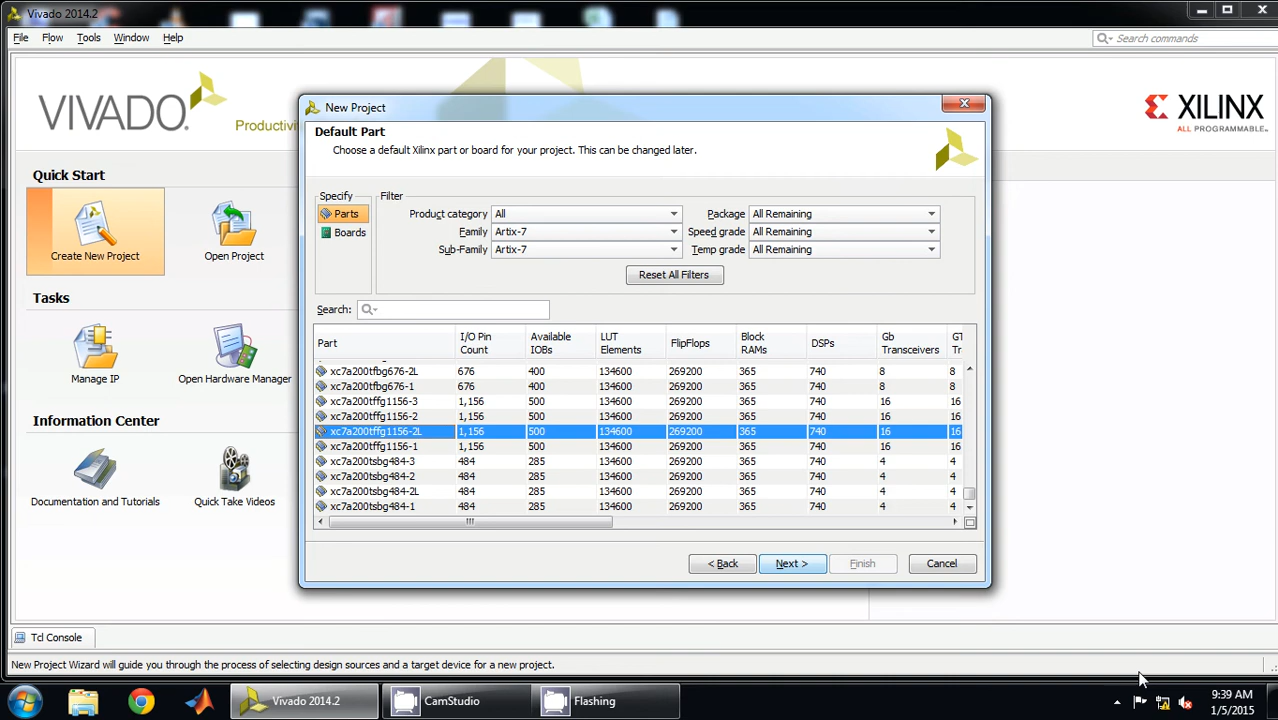 Vivado 2014.2
File Flow Tools Window Help
Search commands
VIVADO
XILINX
ALL PROGRAMMABLE
Quick Start
Create New Project
Open Project
Tasks
Manage IP
Open Hardware Manager
Information Center
Documentation and Tutorials
Quick Take Videos
New Project
Default Part
Choose a default Xilinx part or board for your project. This can be changed later.
Specify
Parts
Boards
Filter
Product category All Package All Remaining
Family Artix-7 Speed grade All Remaining
Sub-Family Artix-7 Temp grade All Remaining
Reset All Filters
Search:
Part I/O Pin Count Available IOBs LUT Elements FlipFlops Block RAMs DSPs Gb Transceivers
xc7a200tfbg676-2L 676 400 134600 269200 365 740 8 8
xc7a200tfbg676-1 676 400 134600 269200 365 740 8 8
xc7a200tffg1156-3 1,156 500 134600 269200 365 740 16 16
xc7a200tffg1156-2 1,156 500 134600 269200 365 740 16 16
xc7a200tffg1156-2L 1,156 500 134600 269200 365 740 16 16
xc7a200tffg1156-1 1,156 500 134600 269200 365 740 16 16
xc7a200tsbg484-3 484 285 134600 269200 365 740 4 4
xc7a200tsbg484-2 484 285 134600 269200 365 740 4 4
xc7a200tsbg484-2L 484 285 134600 269200 365 740 4 4
xc7a200tsbg484-1 484 285 134600 269200 365 740 4 4
< Back Next > Finish Cancel
Tcl Console
New Project Wizard will guide you through the process of selecting design sources and a target device for a new project.
Vivado 2014.2 CamStudio Flashing
9:39 AM
1/5/2015